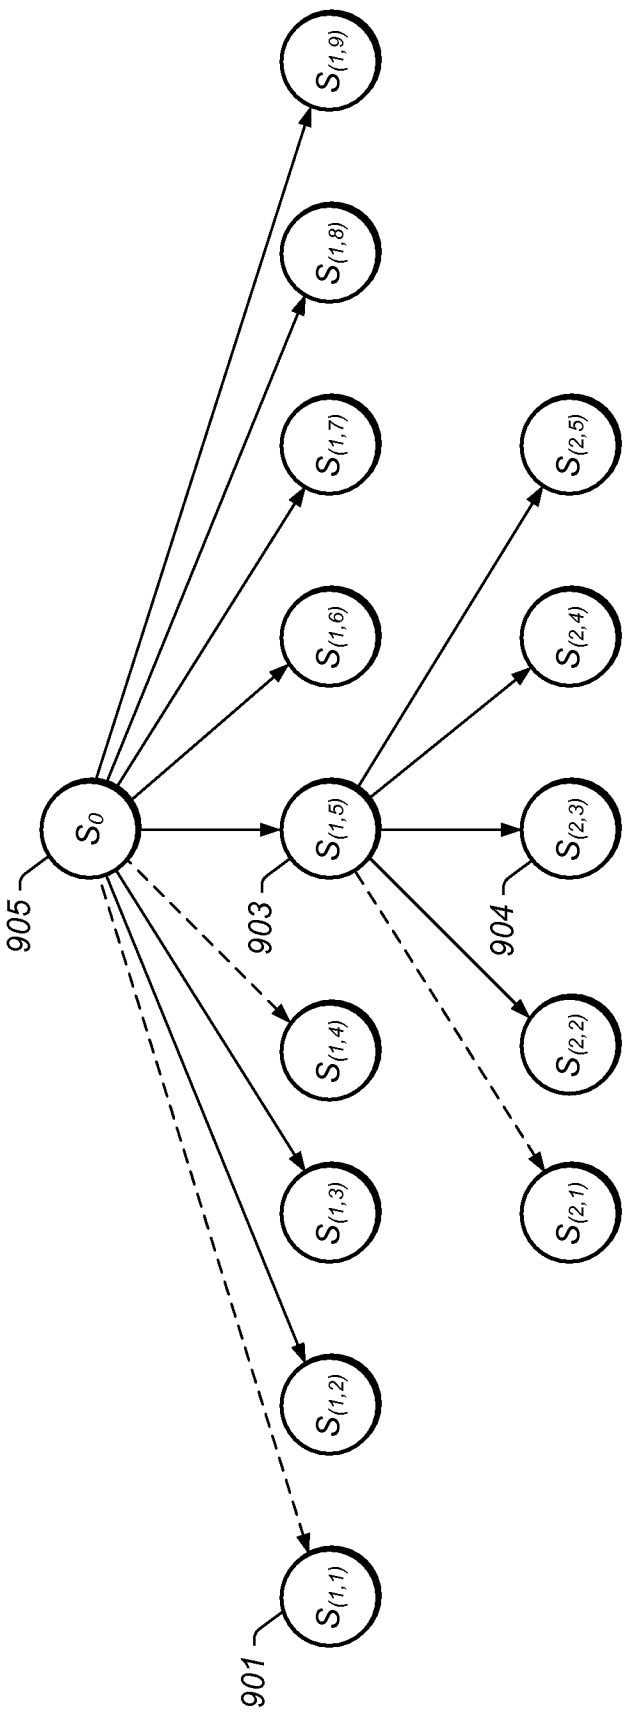 905
S0
901
S(1,1)
S(1,2)
S(1,3)
S(1,4)
903
S(1,5)
S(1,6)
S(1,7)
S(1,8)
S(1,9)
S(2,1)
S(2,2)
904
S(2,3)
S(2,4)
S(2,5)